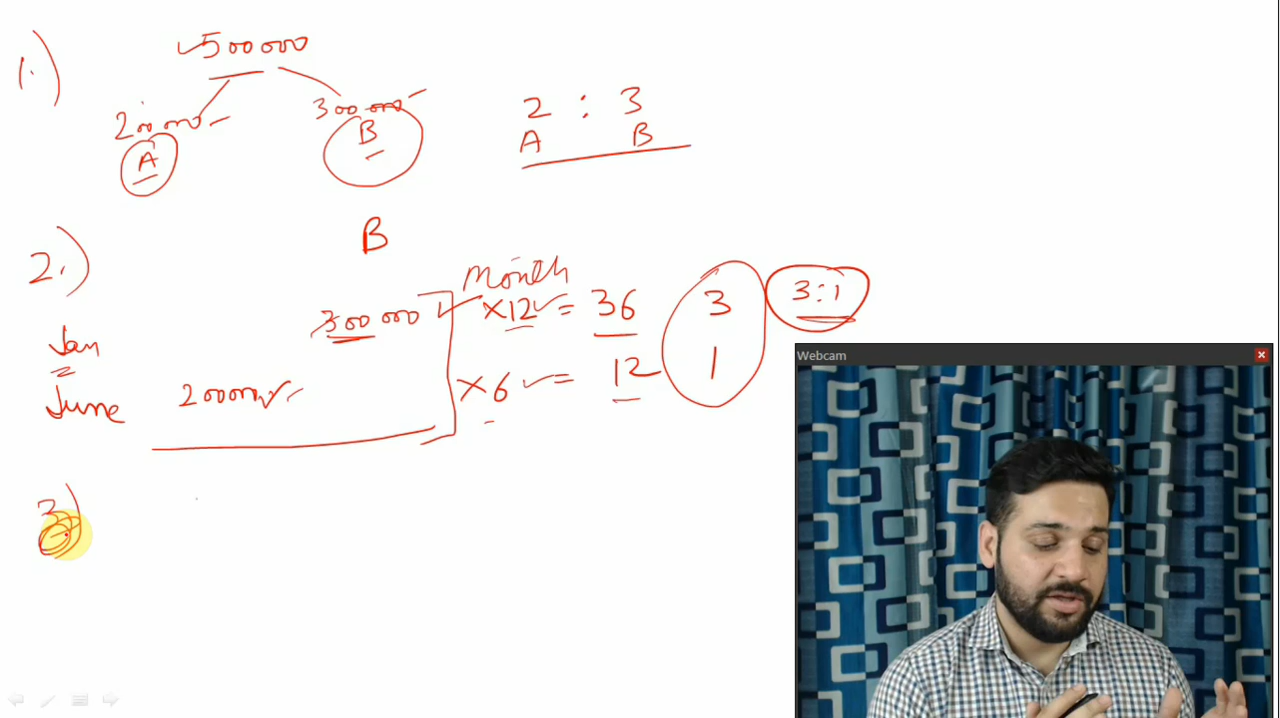 1.)
500000
200000 300000
A B
2 : 3
A B
B
2.)
Month
300000 ×12 = 36 3 3:1
Jan
June 200000 ×6 = 12 1
3)
Webcam